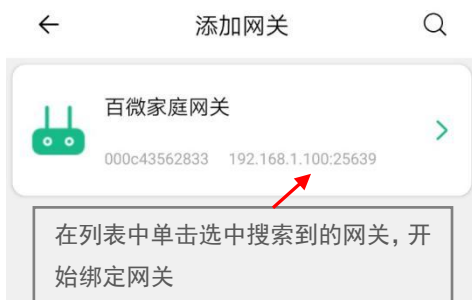 添加网关
百微家庭网关
000c43562833 192.168.1.100:25639
在列表中单击选中搜索到的网关，开
始绑定网关